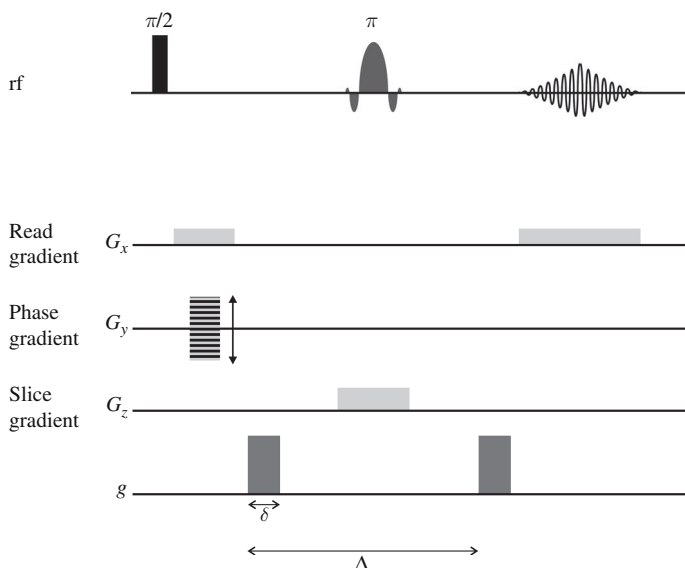 π/2
π
rf
Read
gradient
G_x
Phase
gradient
G_y
Slice
gradient
G_z
g
δ
Δ